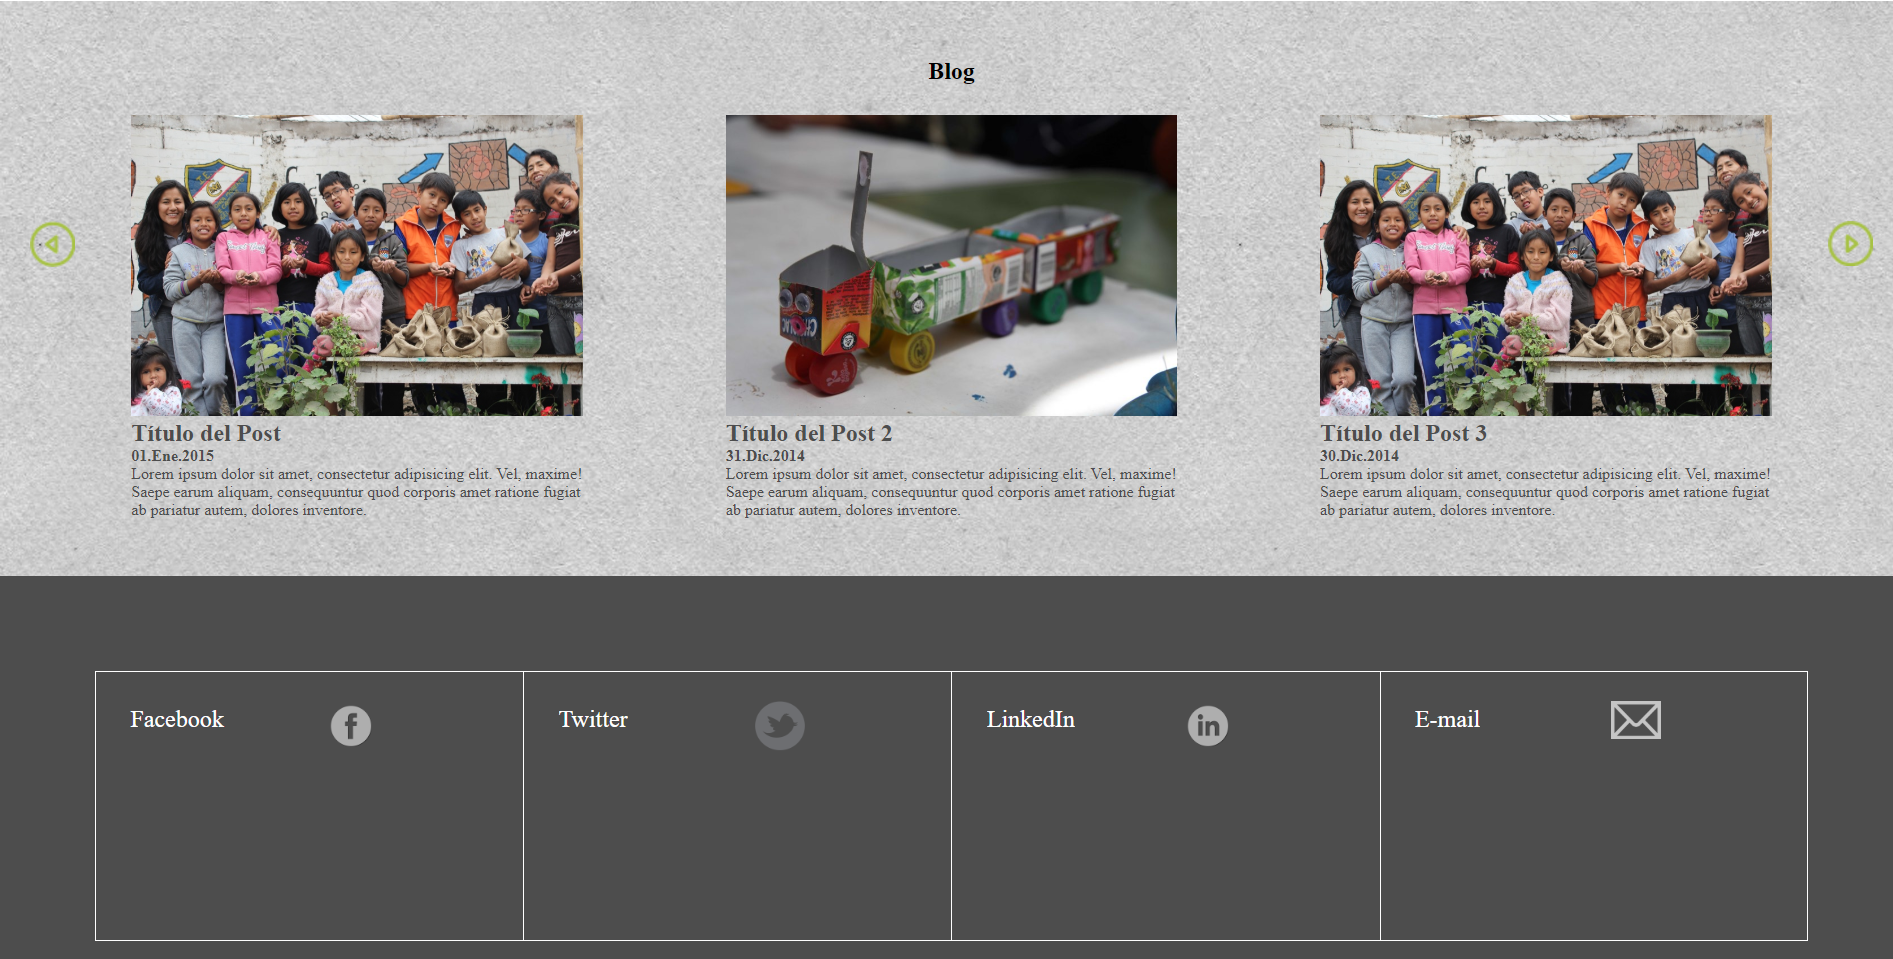 Blog
Título del Post
01.Ene.2015
Lorem ipsum dolor sit amet, consectetur adipisicing elit. Vel, maxime!
Saepe earum aliquam, consequuntur quod corporis amet ratione fugiat
ab pariatur autem, dolores inventore.
Título del Post 2
31.Dic.2014
Lorem ipsum dolor sit amet, consectetur adipisicing elit. Vel, maxime!
Saepe earum aliquam, consequuntur quod corporis amet ratione fugiat
ab pariatur autem, dolores inventore.
Título del Post 3
30.Dic.2014
Lorem ipsum dolor sit amet, consectetur adipisicing elit. Vel, maxime!
Saepe earum aliquam, consequuntur quod corporis amet ratione fugiat
ab pariatur autem, dolores inventore.
Facebook
Twitter
LinkedIn
in
E-mail